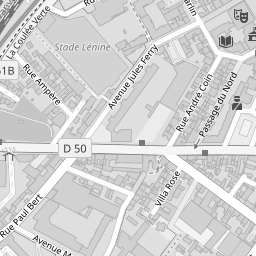 La Coulée Verte
Stade Lénine
51B
Rue Ampère
Avenue Jules Ferry
Rue André Coin
Passage du Nord
D 50
Villa Rose
Rue Paul Bert